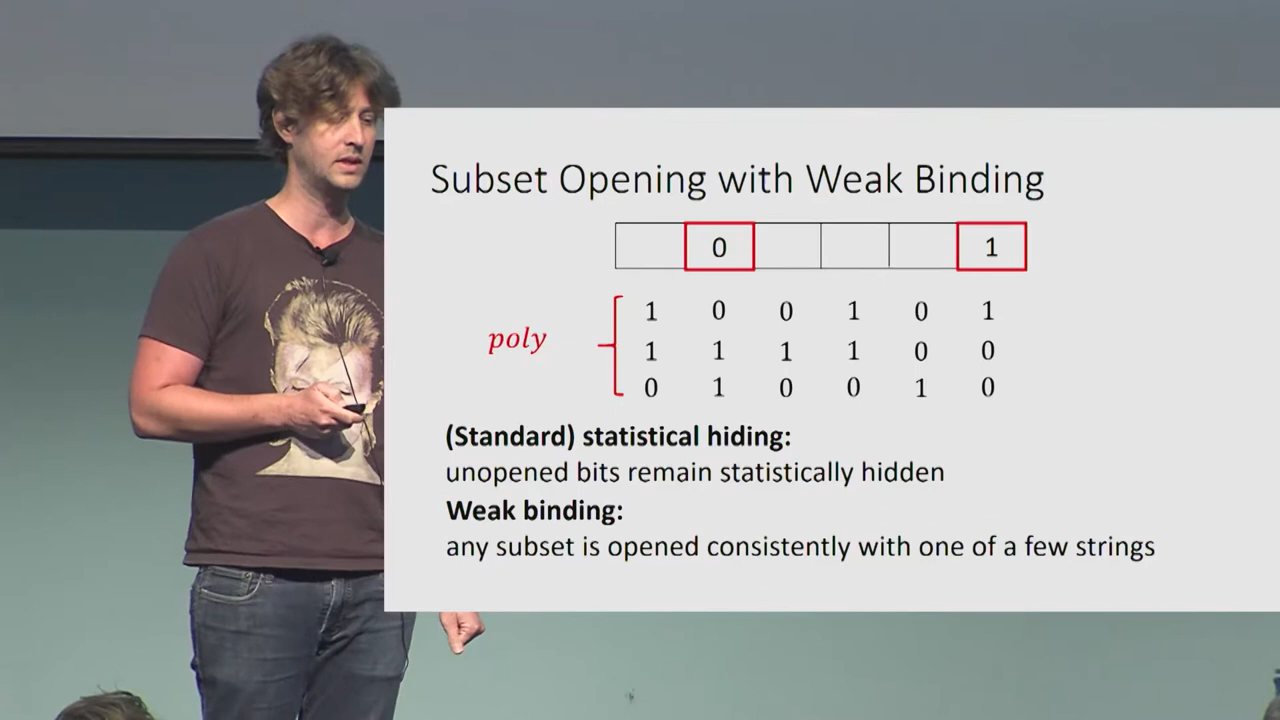 Subset Opening with Weak Binding
0 1
1 0 0 1 0 1
poly 1 1 1 1 0 0
0 1 0 0 1 0
(Standard) statistical hiding:
unopened bits remain statistically hidden
Weak binding:
any subset is opened consistently with one of a few strings